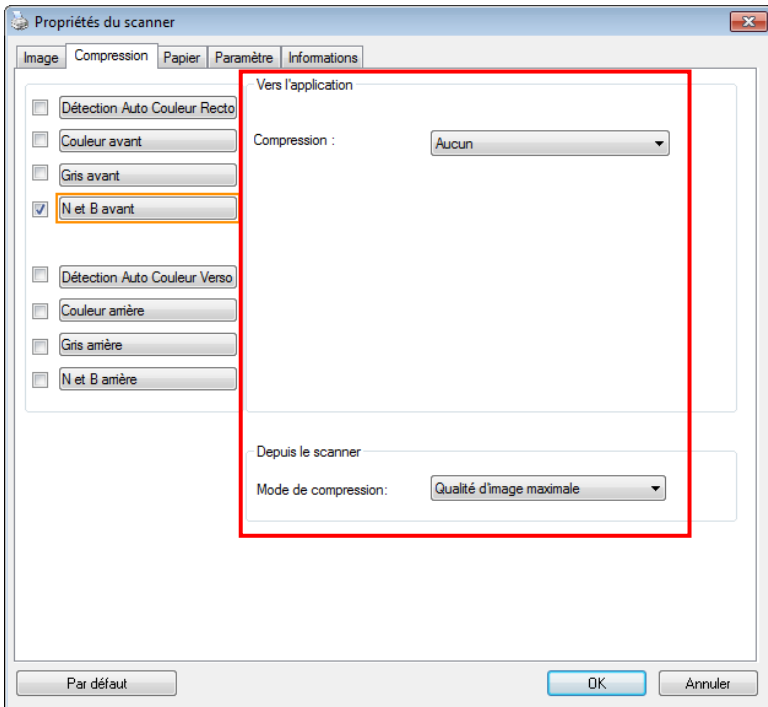 Propriétés du scanner
Image Compression Papier Paramètre Informations
Détection Auto Couleur Recto
Couleur avant
Gris avant
N et B avant
Détection Auto Couleur Verso
Couleur arrière
Gris arrière
N et B arrière
Vers l'application
Compression : Aucun
Depuis le scanner
Mode de compression: Qualité d'image maximale
Par défaut OK Annuler